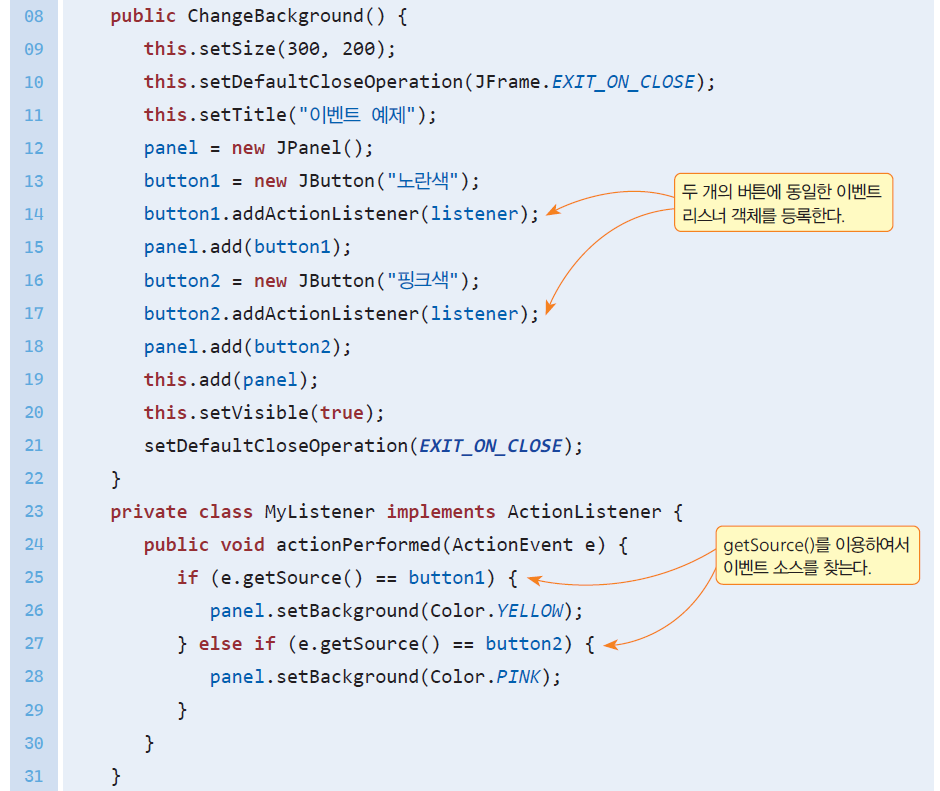 08 public ChangeBackground() {
09 this.setSize(300, 200);
10 this.setDefaultCloseOperation(JFrame.EXIT_ON_CLOSE);
11 this.setTitle("이벤트 예제");
12 panel = new JPanel();
13 button1 = new JButton("노란색");
14 button1.addActionListener(listener);
두 개의 버튼에 동일한 이벤트
리스너 객체를 등록한다.
15 panel.add(button1);
16 button2 = new JButton("핑크색");
17 button2.addActionListener(listener);
18 panel.add(button2);
19 this.add(panel);
20 this.setVisible(true);
21 setDefaultCloseOperation(EXIT_ON_CLOSE);
22 }
23 private class MyListener implements ActionListener {
24 public void actionPerformed(ActionEvent e) {
getSource()를 이용하여서
이벤트 소스를 찾는다.
25 if (e.getSource() == button1) {
26 panel.setBackground(Color.YELLOW);
27 } else if (e.getSource() == button2) {
28 panel.setBackground(Color.PINK);
29 }
30 }
31 }